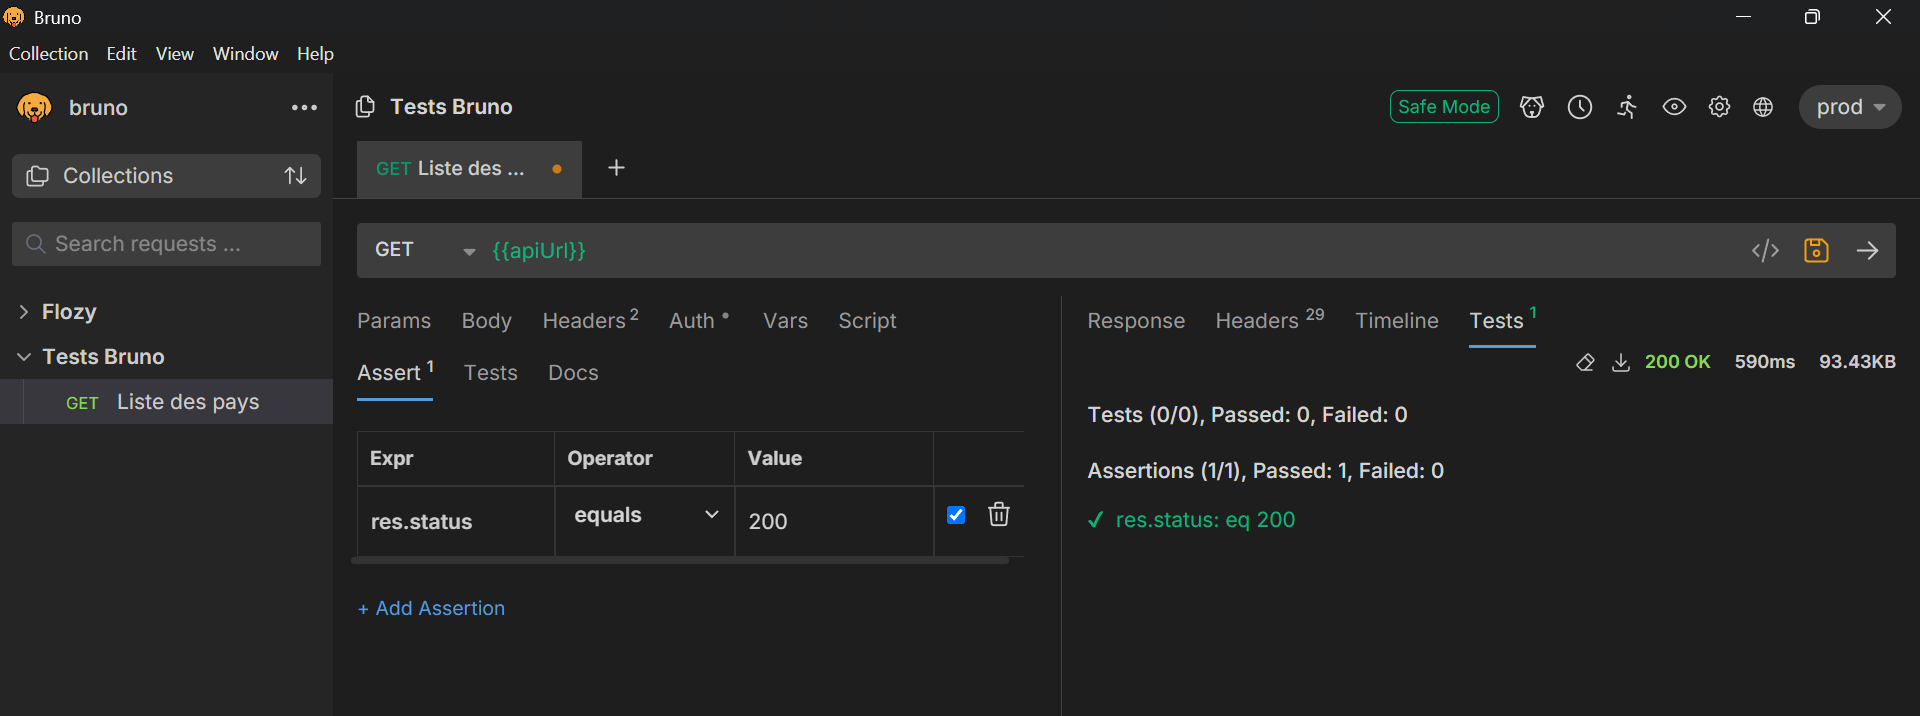 Bruno
Collection Edit View Window Help
bruno
Tests Bruno
Safe Mode
prod
Collections
GET Liste des ...
Search requests ...
GET {{apiUrl}}
Flozy
Tests Bruno
GET Liste des pays
Params Body Headers 2 Auth Vars Script
Assert 1 Tests Docs
Expr Operator Value
res.status equals 200
+ Add Assertion
Response Headers 29 Timeline Tests 1
200 OK 590ms 93.43KB
Tests (0/0), Passed: 0, Failed: 0
Assertions (1/1), Passed: 1, Failed: 0
✓ res.status: eq 200